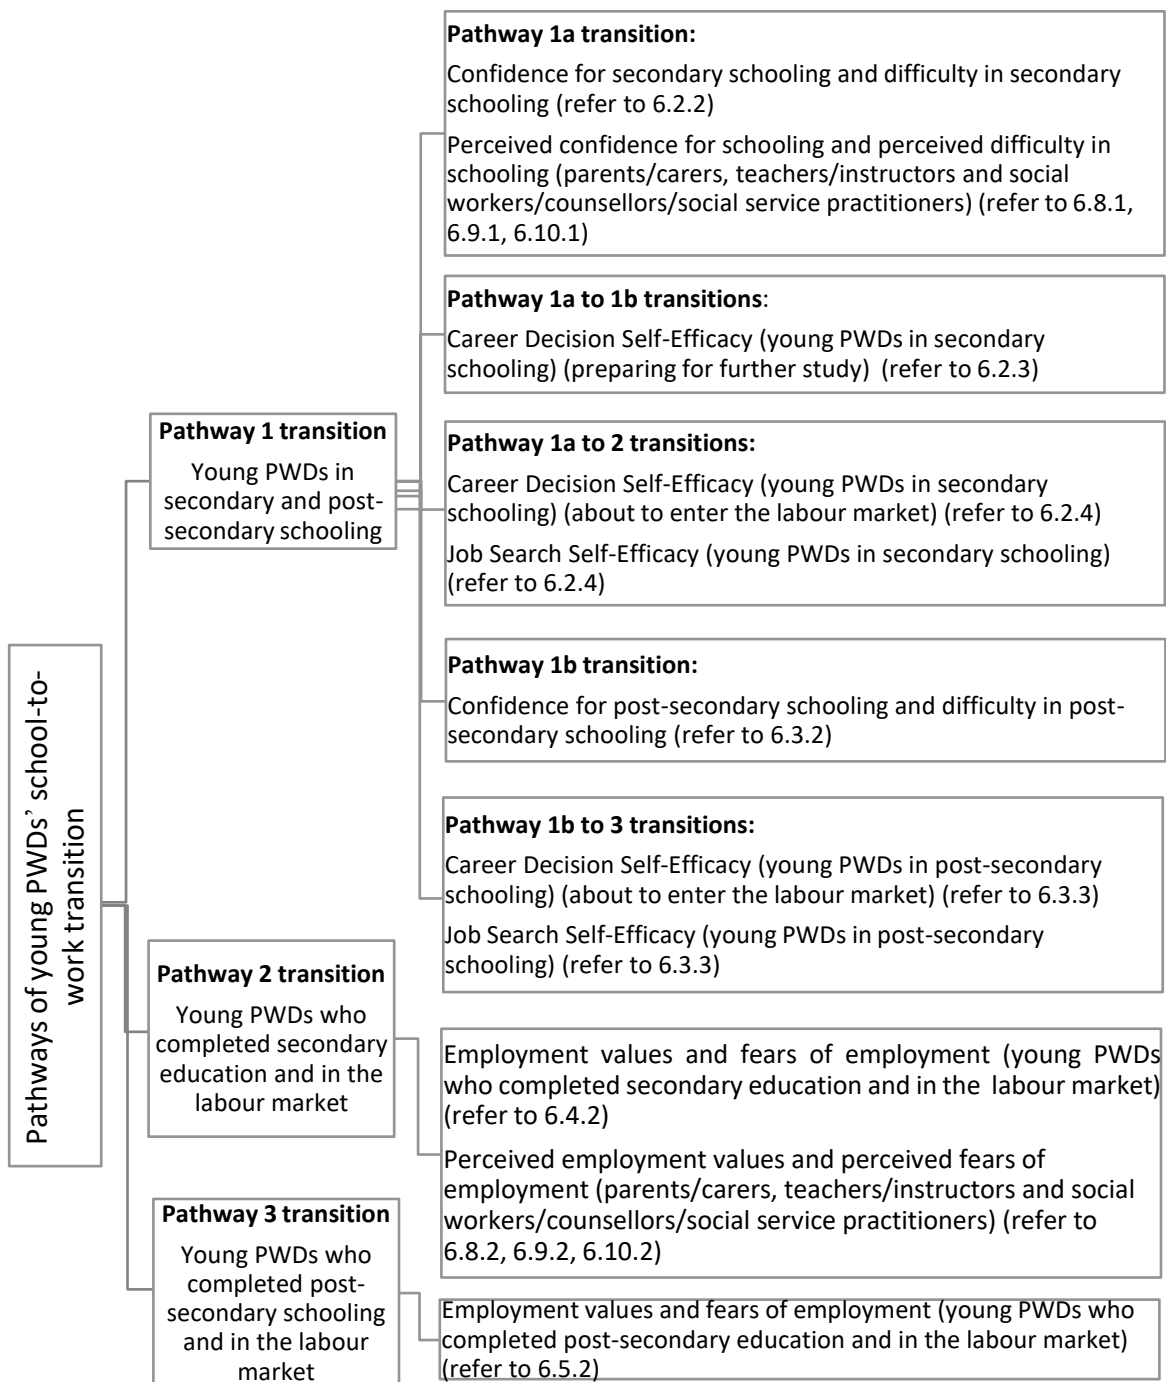 Pathways of young PWDs’ school-to-
work transition
Pathway 1 transition
Young PWDs in
secondary and post-
secondary schooling
Pathway 1a transition:
Confidence for secondary schooling and difficulty in secondary
schooling (refer to 6.2.2)
Perceived confidence for schooling and perceived difficulty in
schooling (parents/carers, teachers/instructors and social
workers/counsellors/social service practitioners) (refer to 6.8.1,
6.9.1, 6.10.1)
Pathway 1a to 1b transitions:
Career Decision Self-Efficacy (young PWDs in secondary
schooling) (preparing for further study) (refer to 6.2.3)
Pathway 1a to 2 transitions:
Career Decision Self-Efficacy (young PWDs in secondary
schooling) (about to enter the labour market) (refer to 6.2.4)
Job Search Self-Efficacy (young PWDs in secondary schooling)
(refer to 6.2.4)
Pathway 1b transition:
Confidence for post-secondary schooling and difficulty in post-
secondary schooling (refer to 6.3.2)
Pathway 1b to 3 transitions:
Career Decision Self-Efficacy (young PWDs in post-secondary
schooling) (about to enter the labour market) (refer to 6.3.3)
Job Search Self-Efficacy (young PWDs in post-secondary
schooling) (refer to 6.3.3)
Pathway 2 transition
Young PWDs who
completed secondary
education and in the
labour market
Employment values and fears of employment (young PWDs
who completed secondary education and in the labour market)
(refer to 6.4.2)
Perceived employment values and perceived fears of
employment (parents/carers, teachers/instructors and social
workers/counsellors/social service practitioners) (refer to
6.8.2, 6.9.2, 6.10.2)
Pathway 3 transition
Young PWDs who
completed post-
secondary schooling
and in the labour
market
Employment values and fears of employment (young PWDs who
completed post-secondary education and in the labour market)
(refer to 6.5.2)